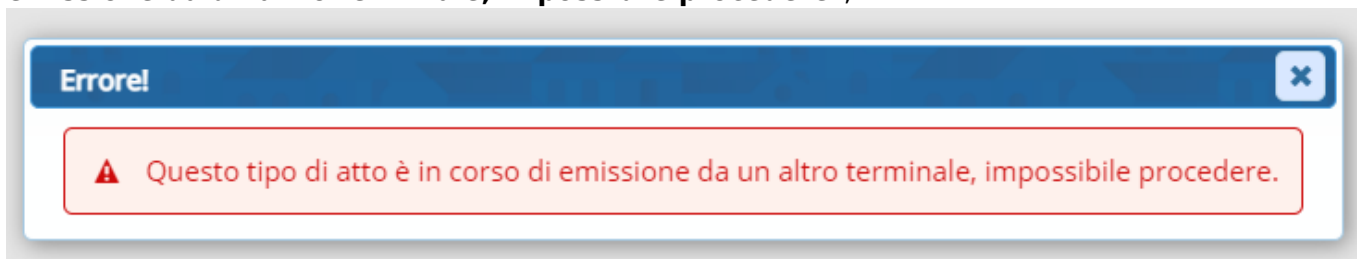 Errore!
Questo tipo di atto è in corso di emissione da un altro terminale, impossibile procedere.